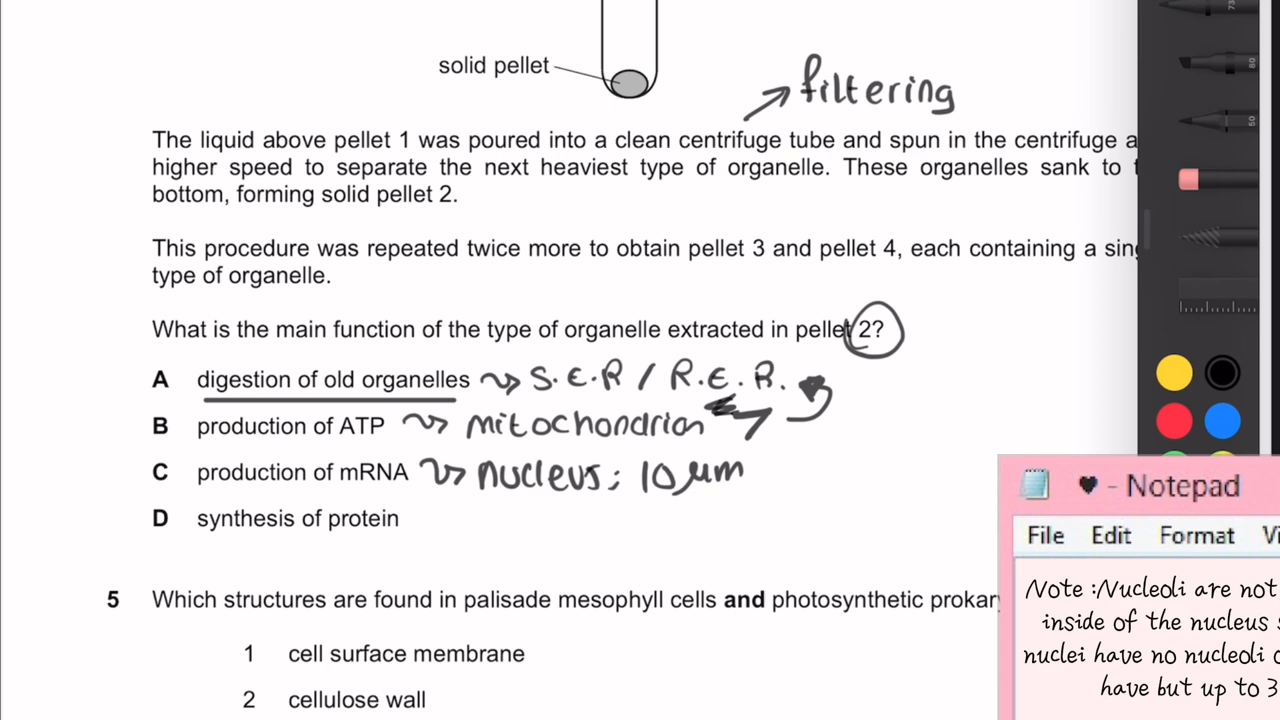 solid pellet
filtering
The liquid above pellet 1 was poured into a clean centrifuge tube and spun in the centrifuge a
higher speed to separate the next heaviest type of organelle. These organelles sank to t
bottom, forming solid pellet 2.
This procedure was repeated twice more to obtain pellet 3 and pellet 4, each containing a sing
type of organelle.
What is the main function of the type of organelle extracted in pellet 2?
A digestion of old organelles S.E.R / R.E.R.
B production of ATP mitochondrion
C production of mRNA nucleus; 10 μm
D synthesis of protein
5 Which structures are found in palisade mesophyll cells and photosynthetic prokar
1 cell surface membrane
2 cellulose wall
80
50
♥ - Notepad
File Edit Format Vi
Note :Nucleoli are not
inside of the nucleus s
nuclei have no nucleoli o
have but up to 3